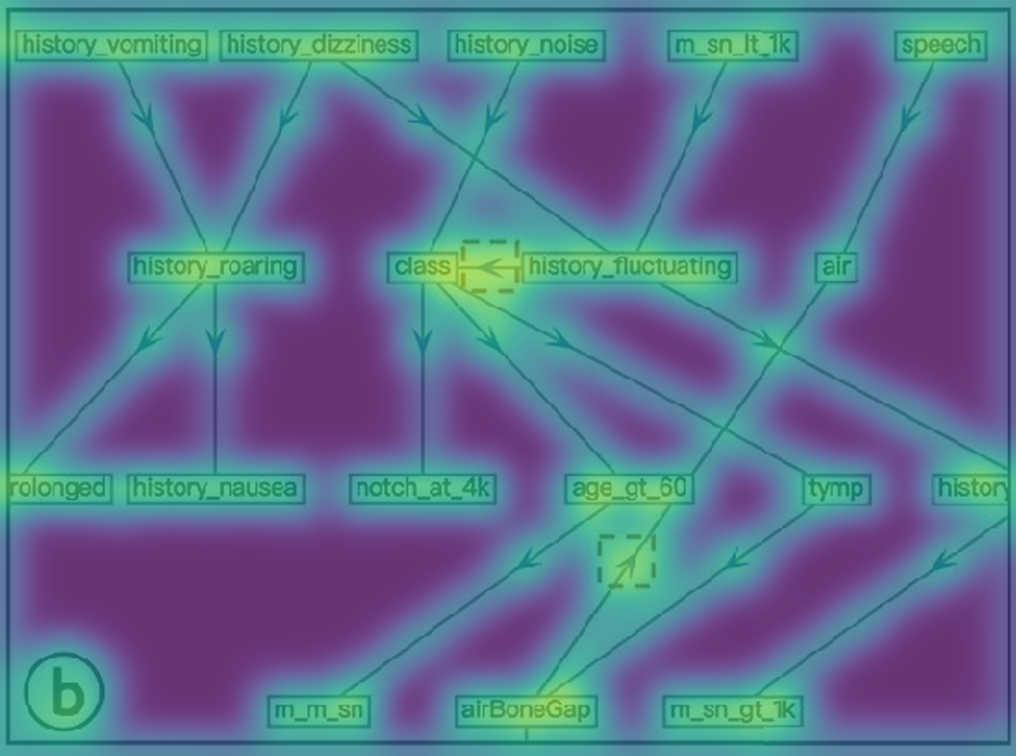 history_vomiting history_dizziness history_noise m_sn_lt_1k speech
history_roaring class history_fluctuating air
rolonged history_nausea notch_at_4k age_gt_60 tymp history
b m_m_sn airBoneGap m_sn_gt_1k